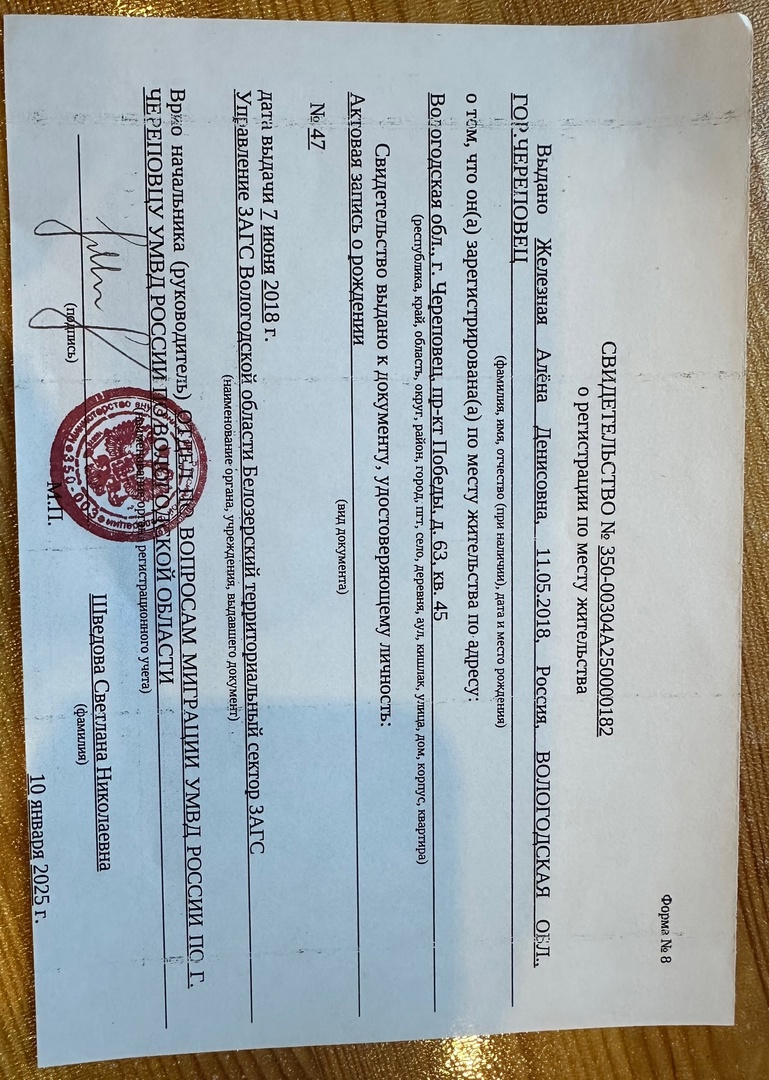 Форма № 8
СВИДЕТЕЛЬСТВО № 350-00304А250000182
о регистрации по месту жительства
Выдано Железная Алёна Денисовна, 11.05.2018, Россия, ВОЛОГОДСКАЯ ОБЛ.,
ГОР.ЧЕРЕПОВЕЦ
(фамилия, имя, отчество (при наличии), дата и место рождения)
о том, что он(а) зарегистрирована(а) по месту жительства по адресу:
Вологодская обл., г. Череповец, пр-кт Победы, д. 63, кв. 45
(республика, край, область, округ, район, город, пгт, село, деревня, аул, кишлак, улица, дом, корпус, квартира)
Свидетельство выдано к документу, удостоверяющему личность:
Актовая запись о рождении
(вид документа)
№ 47
дата выдачи 7 июня 2018 г.
Управление ЗАГС Вологодской области Белозерский территориальный сектор ЗАГС
(наименование органа, учреждения, выдавшего документ)
Врио начальника (руководитель) ОТДЕЛ ПО ВОПРОСАМ МИГРАЦИИ УМВД РОССИИ ПО Г.
ЧЕРЕПОВЦУ УМВД РОССИИ ПО ВОЛОГОДСКОЙ ОБЛАСТИ
(наименование органа регистрационного учета)
Шведова Светлана Николаевна
(подпись) (фамилия)
М.П.
10 января 2025 г.
Министерство вну
350-003